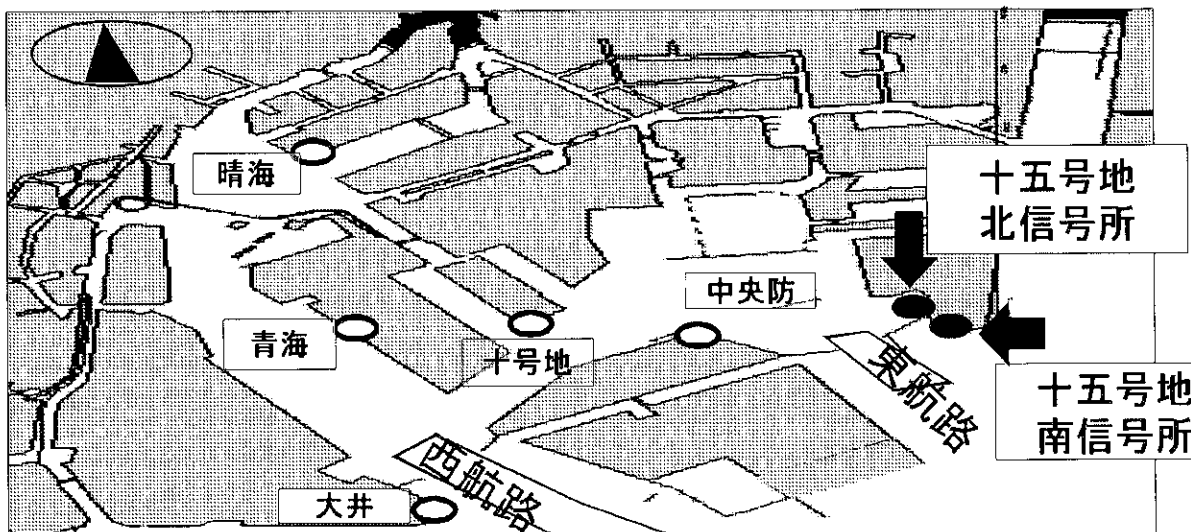 晴海
十五号地
北信号所
中央防
青海
十号地
東航路
十五号地
南信号所
西航路
大井